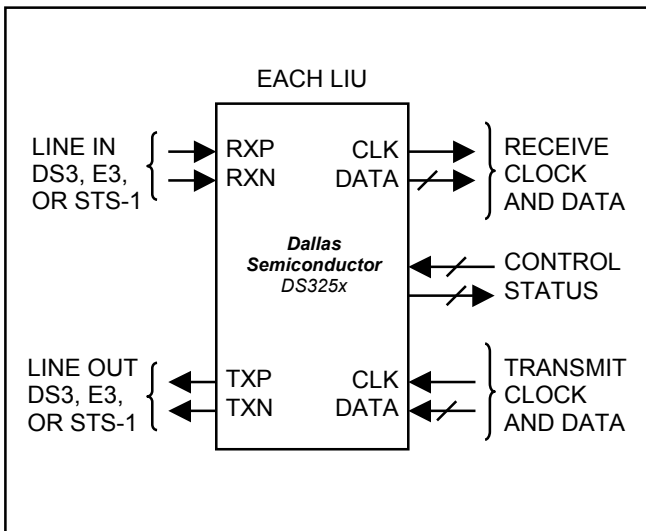 EACH LIU
LINE IN
DS3, E3,
OR STS-1
RXP
RXN
CLK
DATA
RECEIVE
CLOCK
AND DATA
Dallas
Semiconductor
DS325x
CONTROL
STATUS
LINE OUT
DS3, E3,
OR STS-1
TXP
TXN
CLK
DATA
TRANSMIT
CLOCK
AND DATA